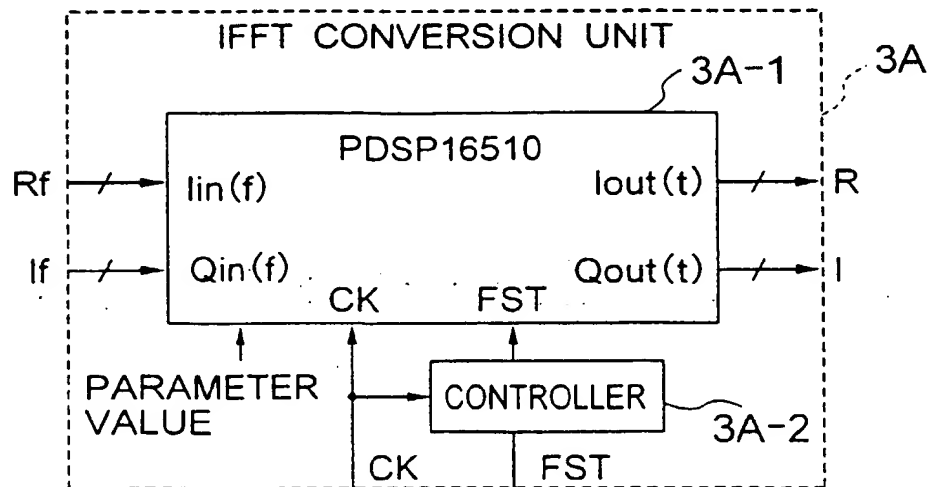 IFFT CONVERSION UNIT
3A
3A-1
PDSP16510
Rf
Iin(f)
Iout(t)
R
If
Qin(f)
Qout(t)
I
CK
FST
PARAMETER
VALUE
CONTROLLER
3A-2
CK
FST